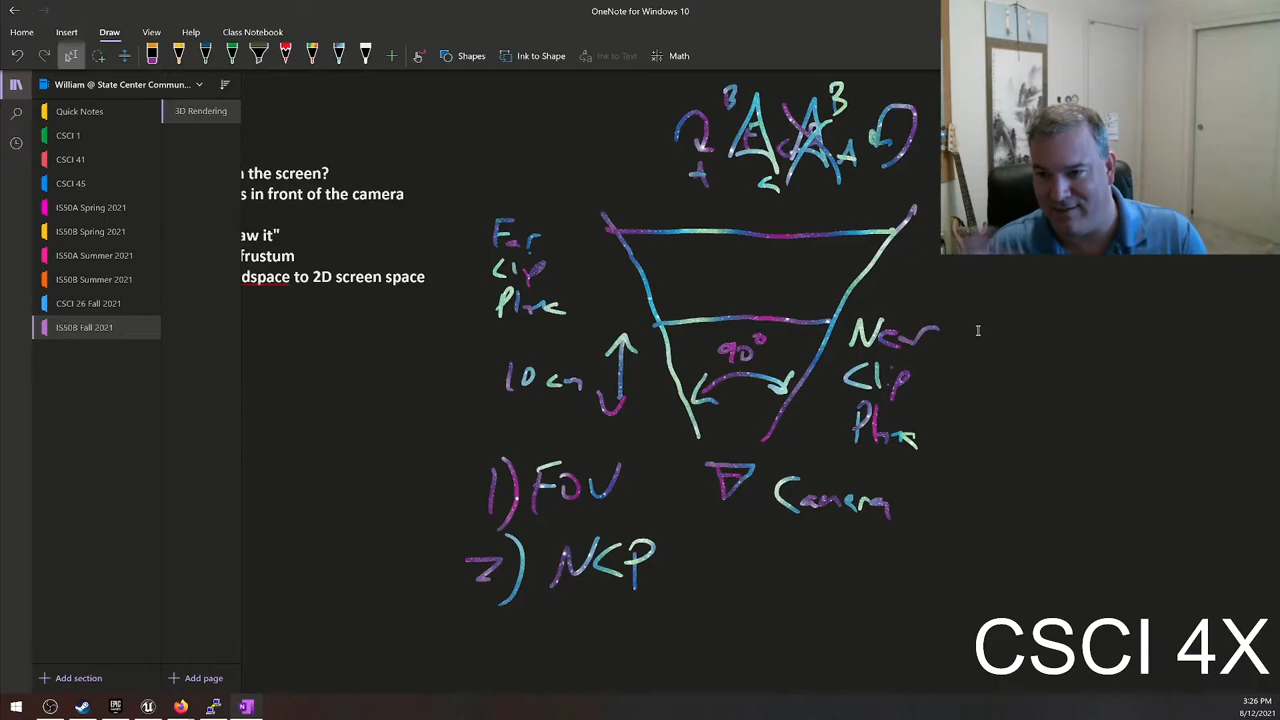 OneNote for Windows 10
Home Insert Draw View Help Class Notebook
Shapes Ink to Shape Ink to Text Math
William @ State Center Commun...
Quick Notes
CSCI 1
CSCI 41
CSCI 45
IS50A Spring 2021
IS50B Spring 2021
IS50A Summer 2021
IS50B Summer 2021
CSCI 26 Fall 2021
IS50B Fall 2021
3D Rendering
the screen?
s in front of the camera
aw it"
frustum
dspace to 2D screen space
B B
C A
A
C
Far
Clip
Plane
Near
Clip
Plane
90°
10 cm
1) FOV
Camera
2) NCP
Add section
Add page
CSCI 4X
3:26 PM
8/12/2021